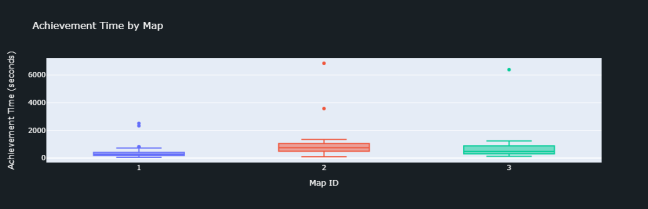 Achievement Time by Map
Achievement Time (seconds)
6000
4000
2000
0
1
2
3
Map ID